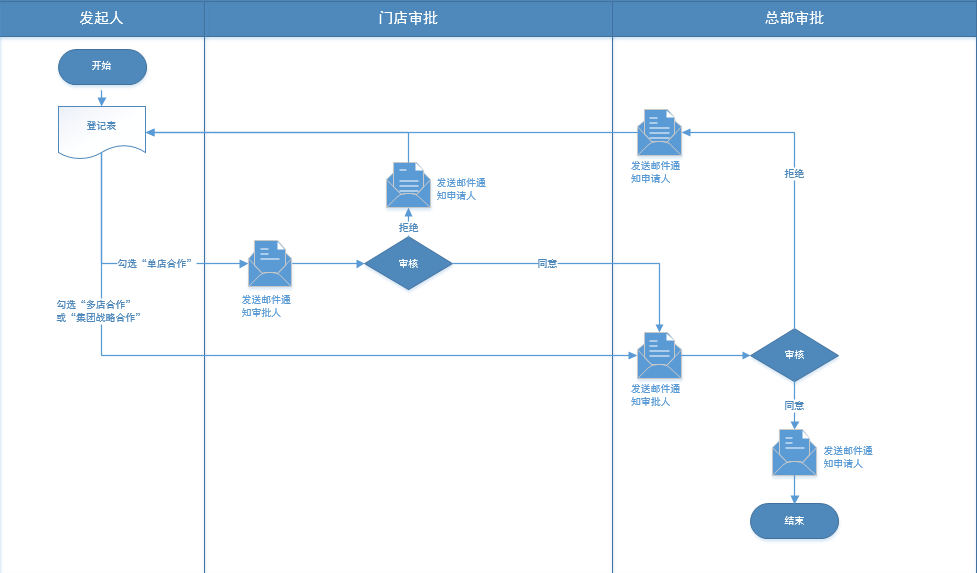 发起人
门店审批
总部审批
开始
登记表
发送邮件通
知申请人
拒绝
发送邮件通
知申请人
拒绝
审核
勾选“单店合作”
同意
发送邮件通
知审批人
勾选“多店合作”
或“集团战略合作”
审核
发送邮件通
知审批人
同意
发送邮件通
知申请人
结束